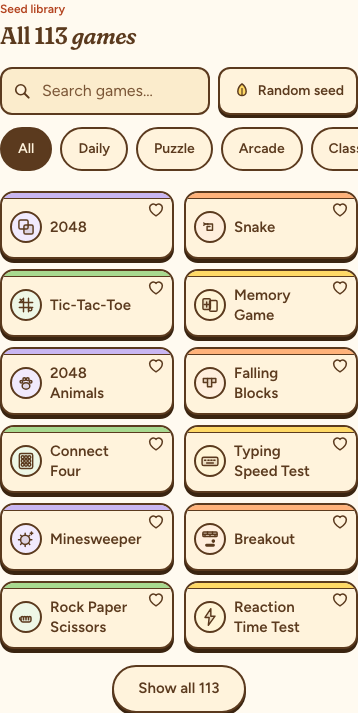 Seed library
All 113 games
Search games...
Random seed
All
Daily
Puzzle
Arcade
Clas
2048
Snake
Tic-Tac-Toe
Memory
Game
2048
Animals
Falling
Blocks
Connect
Four
Typing
Speed Test
Minesweeper
Breakout
Rock Paper
Scissors
Reaction
Time Test
Show all 113